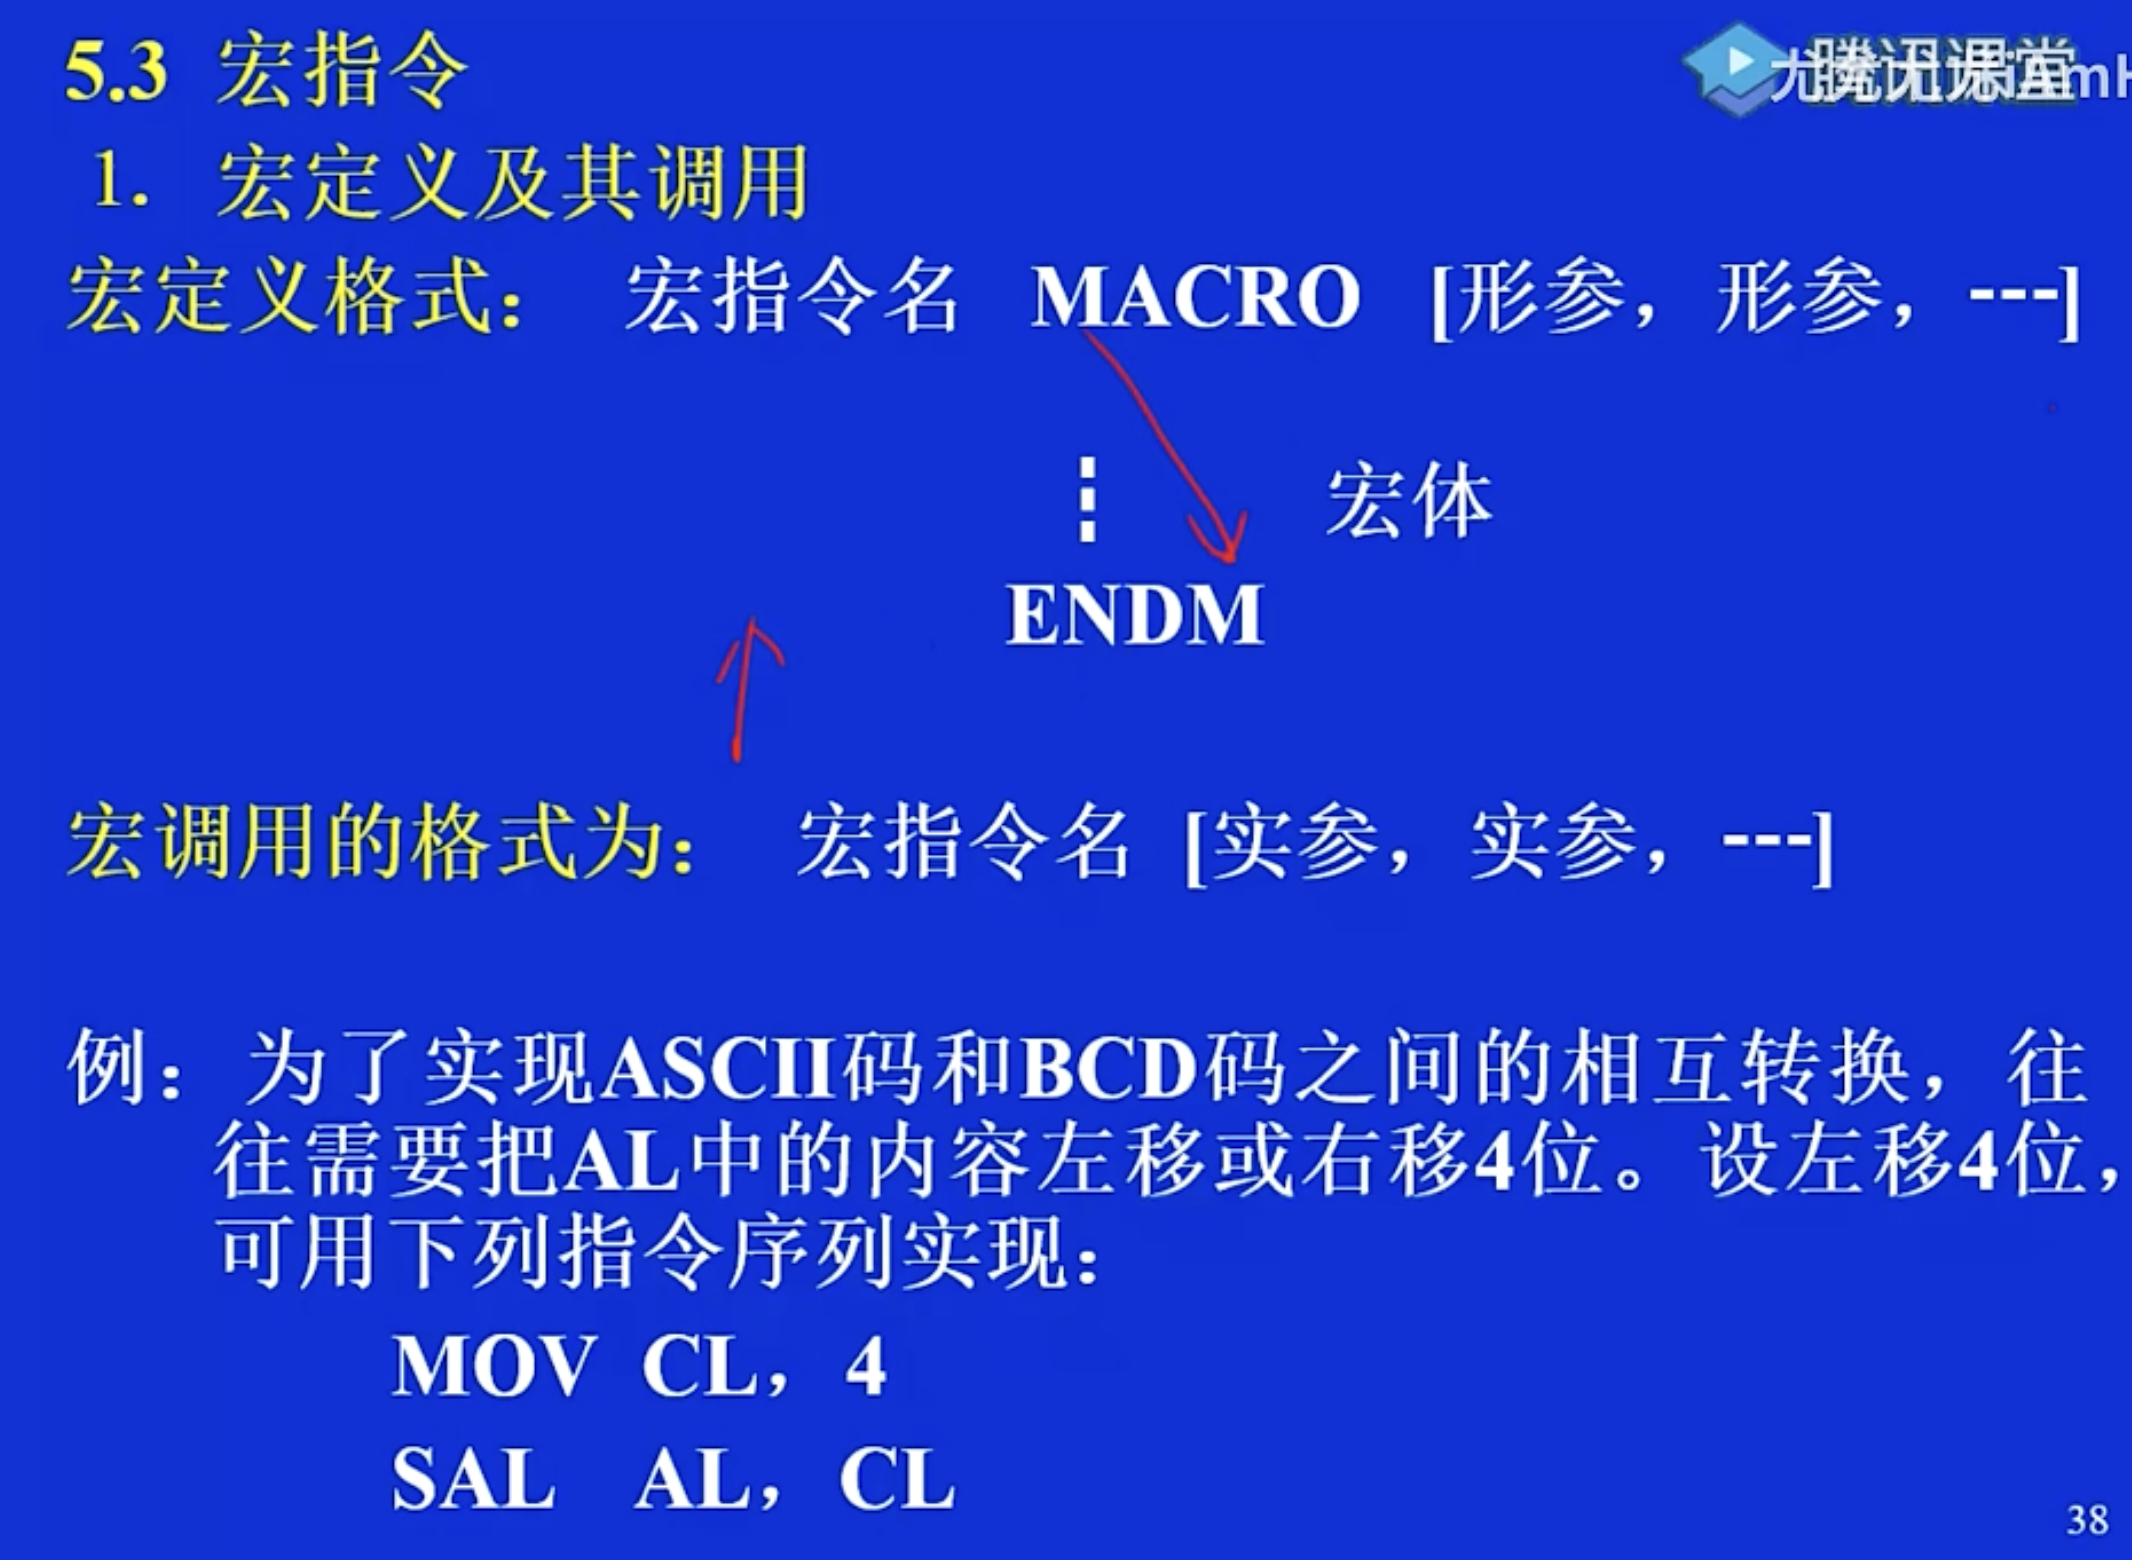 5.3 宏指令
腾讯课堂
1. 宏定义及其调用
宏定义格式： 宏指令名 MACRO [形参，形参，---]
宏体
ENDM
宏调用的格式为： 宏指令名 [实参，实参，---]
例：为了实现ASCII码和BCD码之间的相互转换，往
往需要把AL中的内容左移或右移4位。设左移4位，
可用下列指令序列实现：
MOV CL，4
SAL AL，CL
38